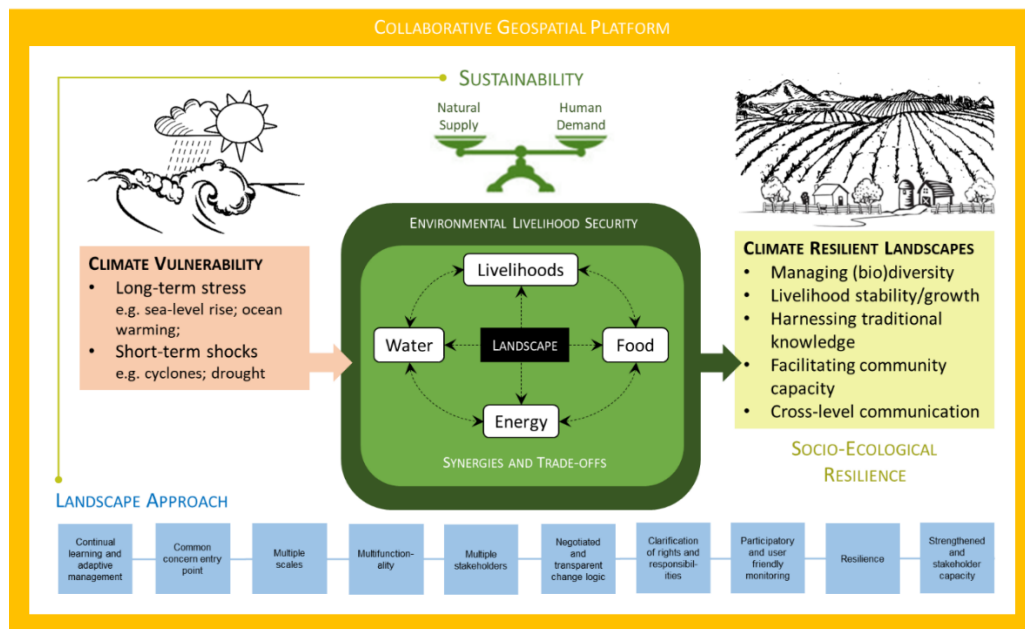 COLLABORATIVE GEOSPATIAL PLATFORM
SUSTAINABILITY
Natural
Supply
Human
Demand
ENVIRONMENTAL LIVELIHOOD SECURITY
CLIMATE VULNERABILITY
• Long-term stress
e.g. sea-level rise; ocean
warming;
• Short-term shocks
e.g. cyclones; drought
Livelihoods
Water
LANDSCAPE
Food
Energy
SYNERGIES AND TRADE-OFFS
CLIMATE RESILIENT LANDSCAPES
• Managing (bio)diversity
• Livelihood stability/growth
• Harnessing traditional
knowledge
• Facilitating community
capacity
• Cross-level communication
SOCIO-ECOLOGICAL
RESILIENCE
LANDSCAPE APPROACH
Continual
learning and
adaptive
management
Common
concern entry
point
Multiple
scales
Multifunction-
ality
Multiple
stakeholders
Negotiated
and
transparent
change logic
Clarification
of rights and
responsibil-
ities
Participatory
and user
friendly
monitoring
Resilience
Strengthened
and
stakeholder
capacity